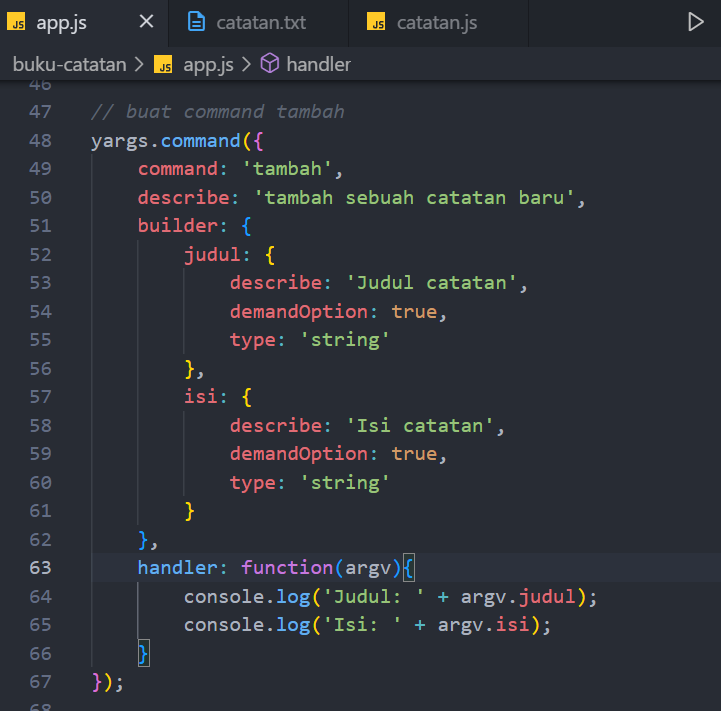 JS app.js × catatan.txt JS catatan.js
buku-catatan > JS app.js > handler
46
47 // buat command tambah
48 yargs.command({
49 command: 'tambah',
50 describe: 'tambah sebuah catatan baru',
51 builder: {
52 judul: {
53 describe: 'Judul catatan',
54 demandOption: true,
55 type: 'string'
56 },
57 isi: {
58 describe: 'Isi catatan',
59 demandOption: true,
60 type: 'string'
61 }
62 },
63 handler: function(argv){
64 console.log('Judul: ' + argv.judul);
65 console.log('Isi: ' + argv.isi);
66 }
67 });
68